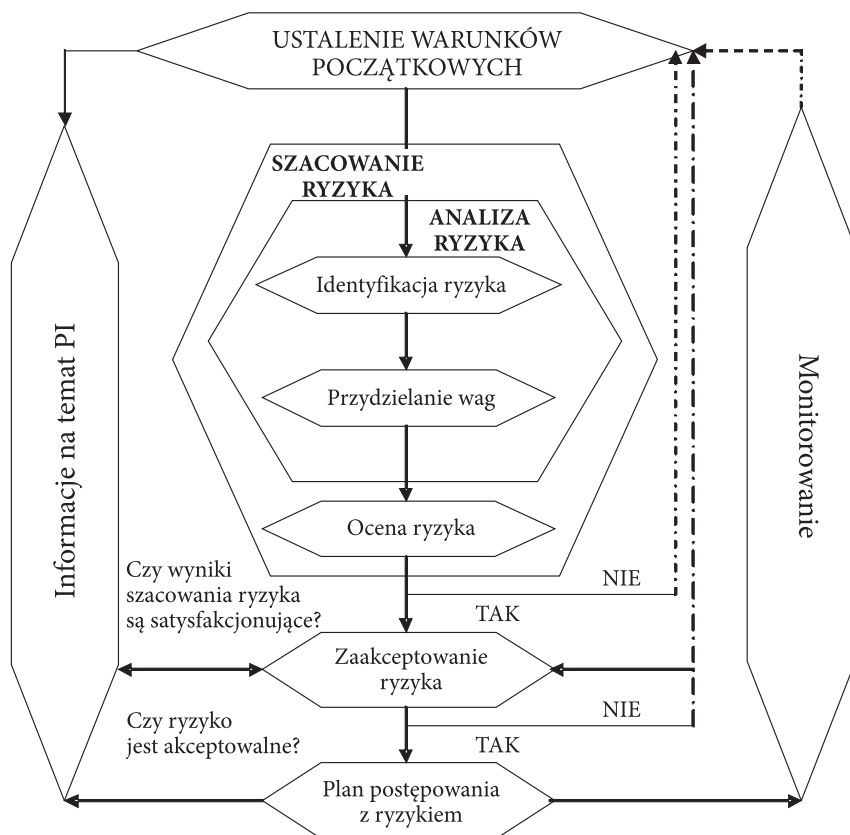 USTALENIE WARUNKÓW
POCZĄTKOWYCH
SZACOWANIE
RYZYKA
ANALIZA
RYZYKA
Identyfikacja ryzyka
Przydzielanie wag
Ocena ryzyka
Informacje na temat PI
Monitorowanie
Czy wyniki
szacowania ryzyka
są satysfakcjonujące?
NIE
TAK
Zaakceptowanie
ryzyka
Czy ryzyko
jest akceptowalne?
NIE
TAK
Plan postępowania
z ryzykiem